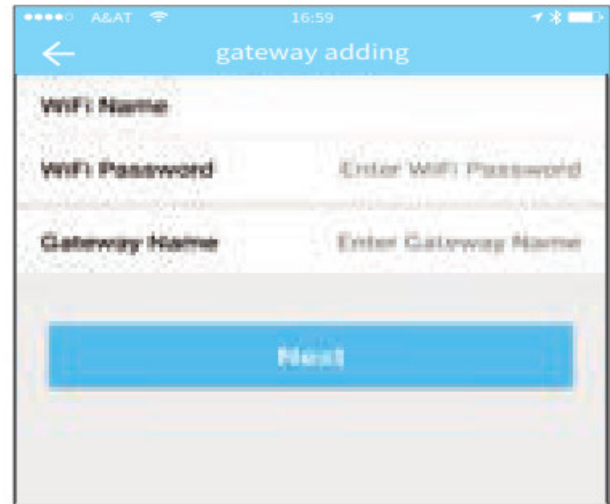 A&AT 16:59
gateway adding
WiFi Name
WiFi Password Enter WiFi Password
Gateway Name Enter Gateway Name
Next